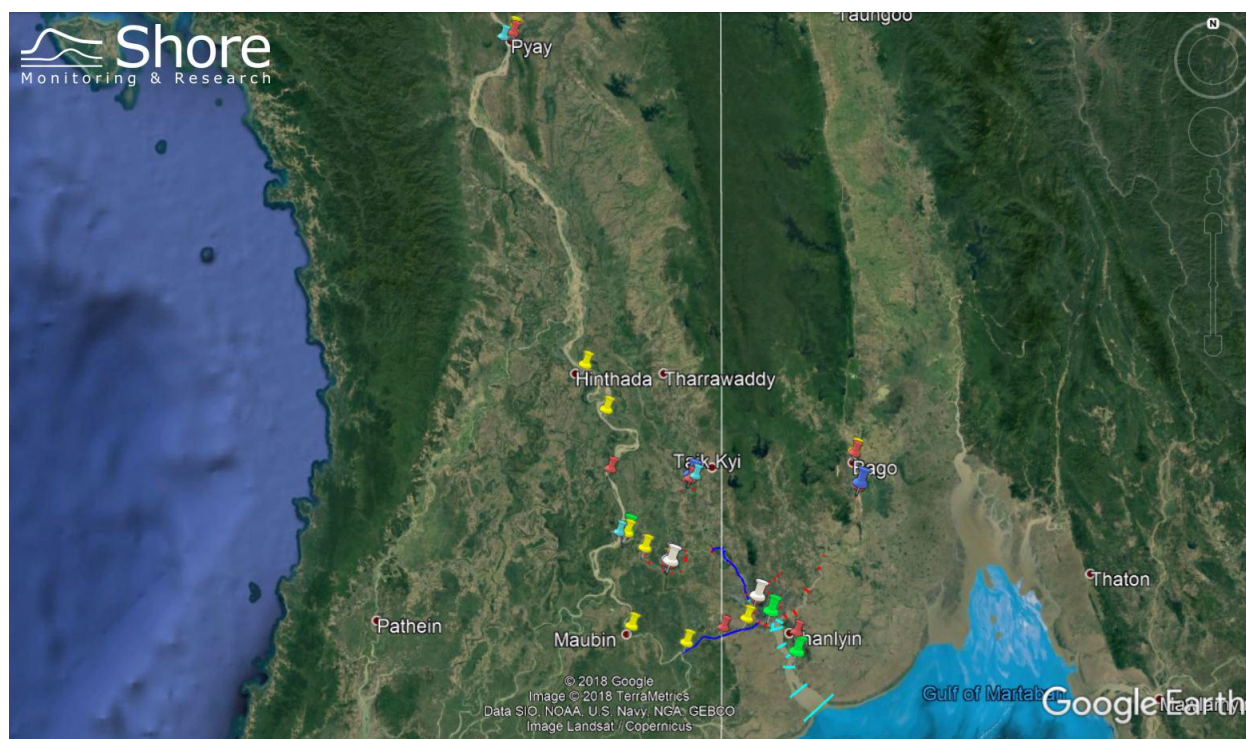 Shore
Monitoring & Research
Taungoo
N
Pyay
Hinthada
Tharrawaddy
Taik Kyi
Bago
Thaton
Pathein
Maubin
hanlyin
Gulf of Martaban
Google Earth
© 2018 Google
Image © 2018 TerraMetrics
Data SIO, NOAA, U.S. Navy, NGA, GEBCO
Image Landsat / Copernicus